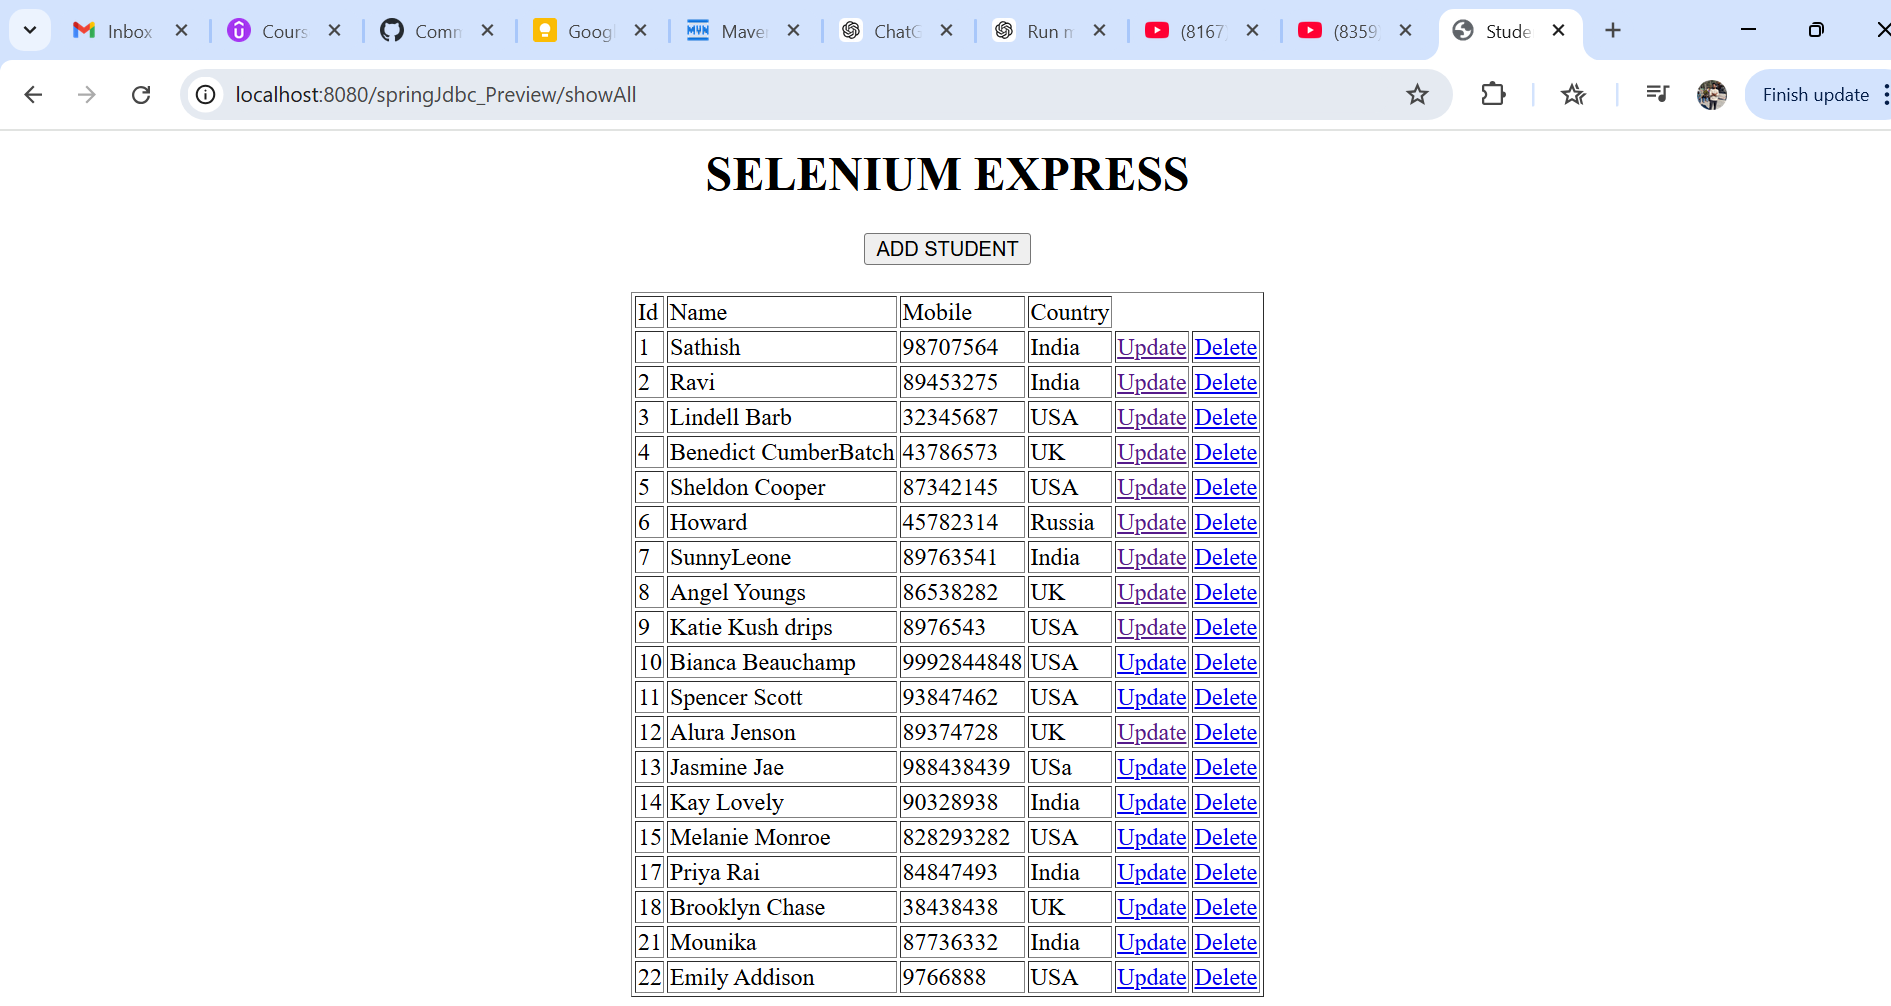 Inbox Cours Comm Goog Maven ChatG Run m (8167 (8359 Stude
localhost:8080/springJdbc_Preview/showAll Finish update
SELENIUM EXPRESS
ADD STUDENT
Id Name Mobile Country
1 Sathish 98707564 India Update Delete
2 Ravi 89453275 India Update Delete
3 Lindell Barb 32345687 USA Update Delete
4 Benedict CumberBatch 43786573 UK Update Delete
5 Sheldon Cooper 87342145 USA Update Delete
6 Howard 45782314 Russia Update Delete
7 SunnyLeone 89763541 India Update Delete
8 Angel Youngs 86538282 UK Update Delete
9 Katie Kush drips 8976543 USA Update Delete
10 Bianca Beauchamp 9992844848 USA Update Delete
11 Spencer Scott 93847462 USA Update Delete
12 Alura Jenson 89374728 UK Update Delete
13 Jasmine Jae 988438439 USa Update Delete
14 Kay Lovely 90328938 India Update Delete
15 Melanie Monroe 828293282 USA Update Delete
17 Priya Rai 84847493 India Update Delete
18 Brooklyn Chase 38438438 UK Update Delete
21 Mounika 87736332 India Update Delete
22 Emily Addison 9766888 USA Update Delete